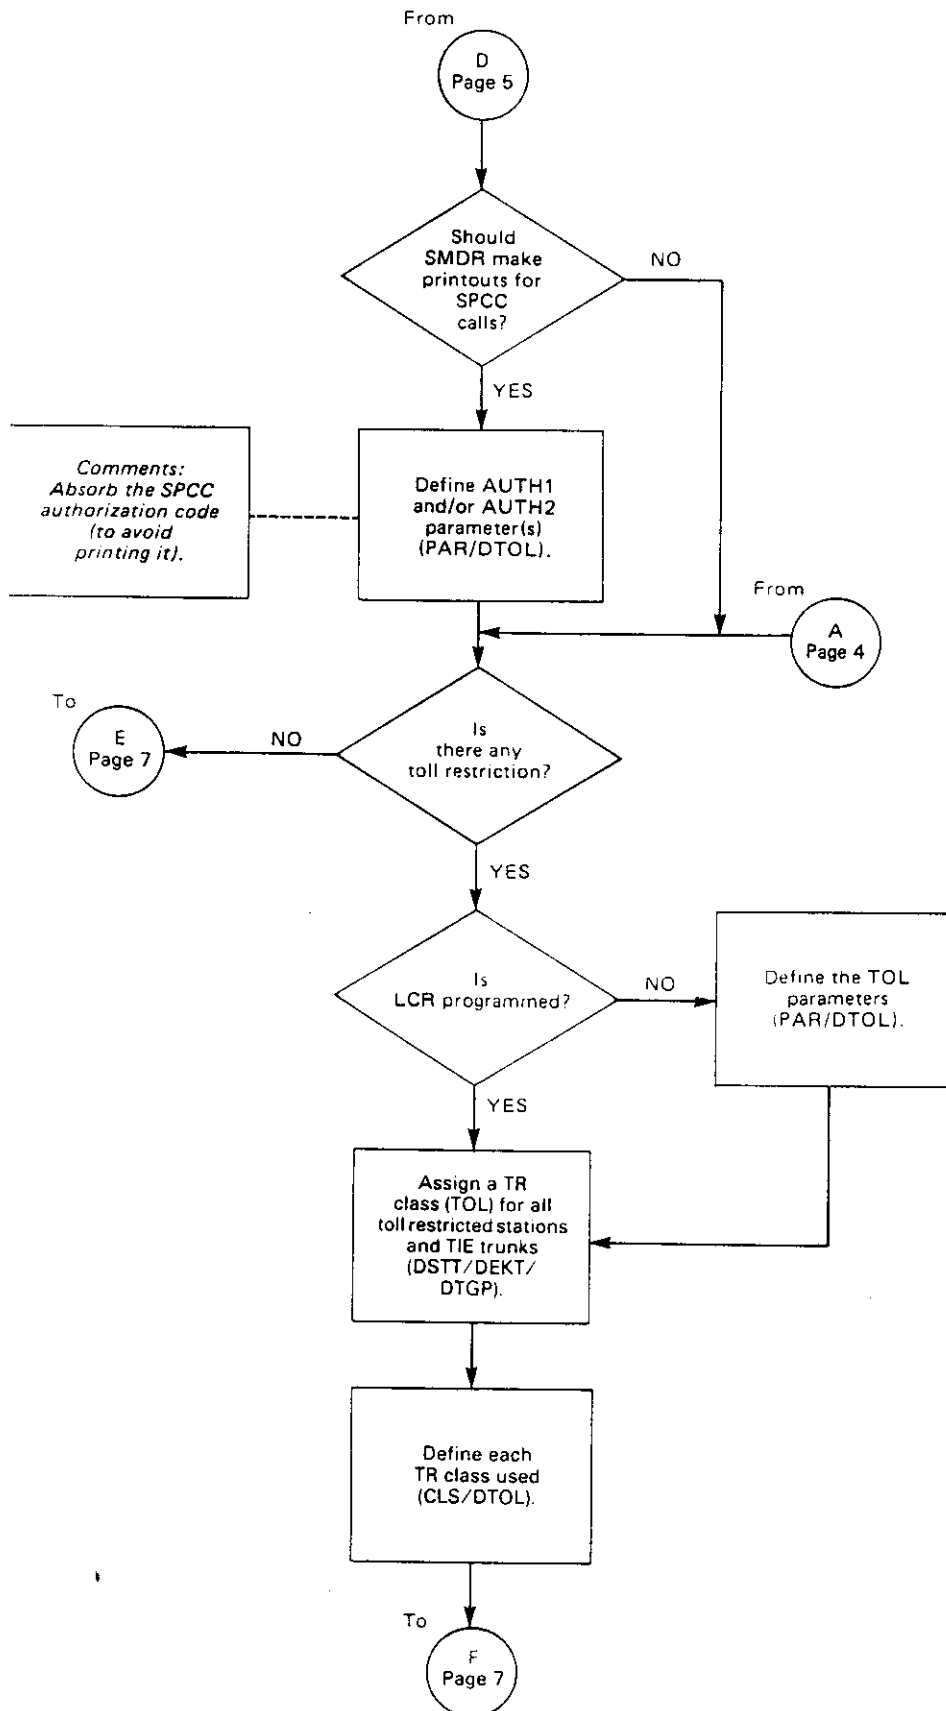 From
D
Page 5
Should
SMDR make
printouts for
SPCC
calls?
NO
YES
Comments:
Absorb the SPCC
authorization code
(to avoid
printing it).
Define AUTH1
and/or AUTH2
parameter(s)
(PAR/DTOL).
From
A
Page 4
To
E
Page 7
NO
Is
there any
toll restriction?
YES
Is
LCR programmed?
NO
Define the TOL
parameters
(PAR/DTOL).
YES
Assign a TR
class (TOL) for all
toll restricted stations
and TIE trunks
(DSTT/DEKT/
DTGP).
Define each
TR class used
(CLS/DTOL).
To
F
Page 7